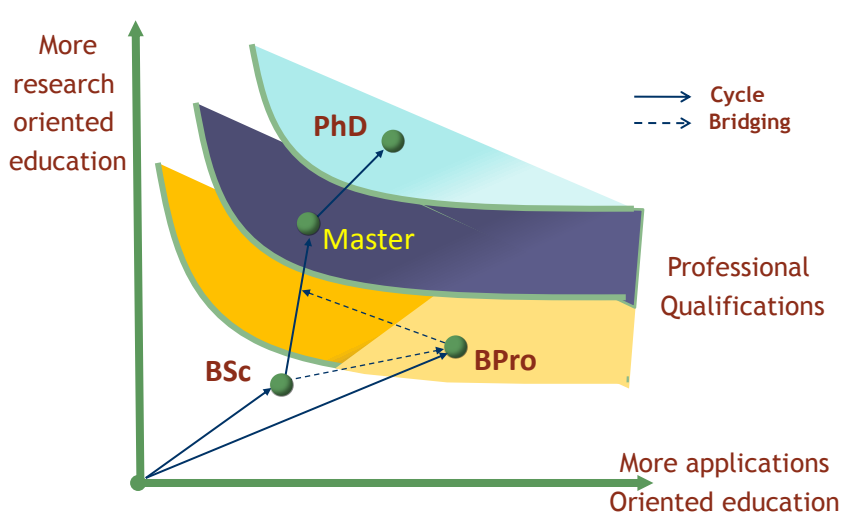 More
research
oriented
education
PhD
Cycle
Bridging
Master
Professional
Qualifications
BSc
BPro
More applications
Oriented education